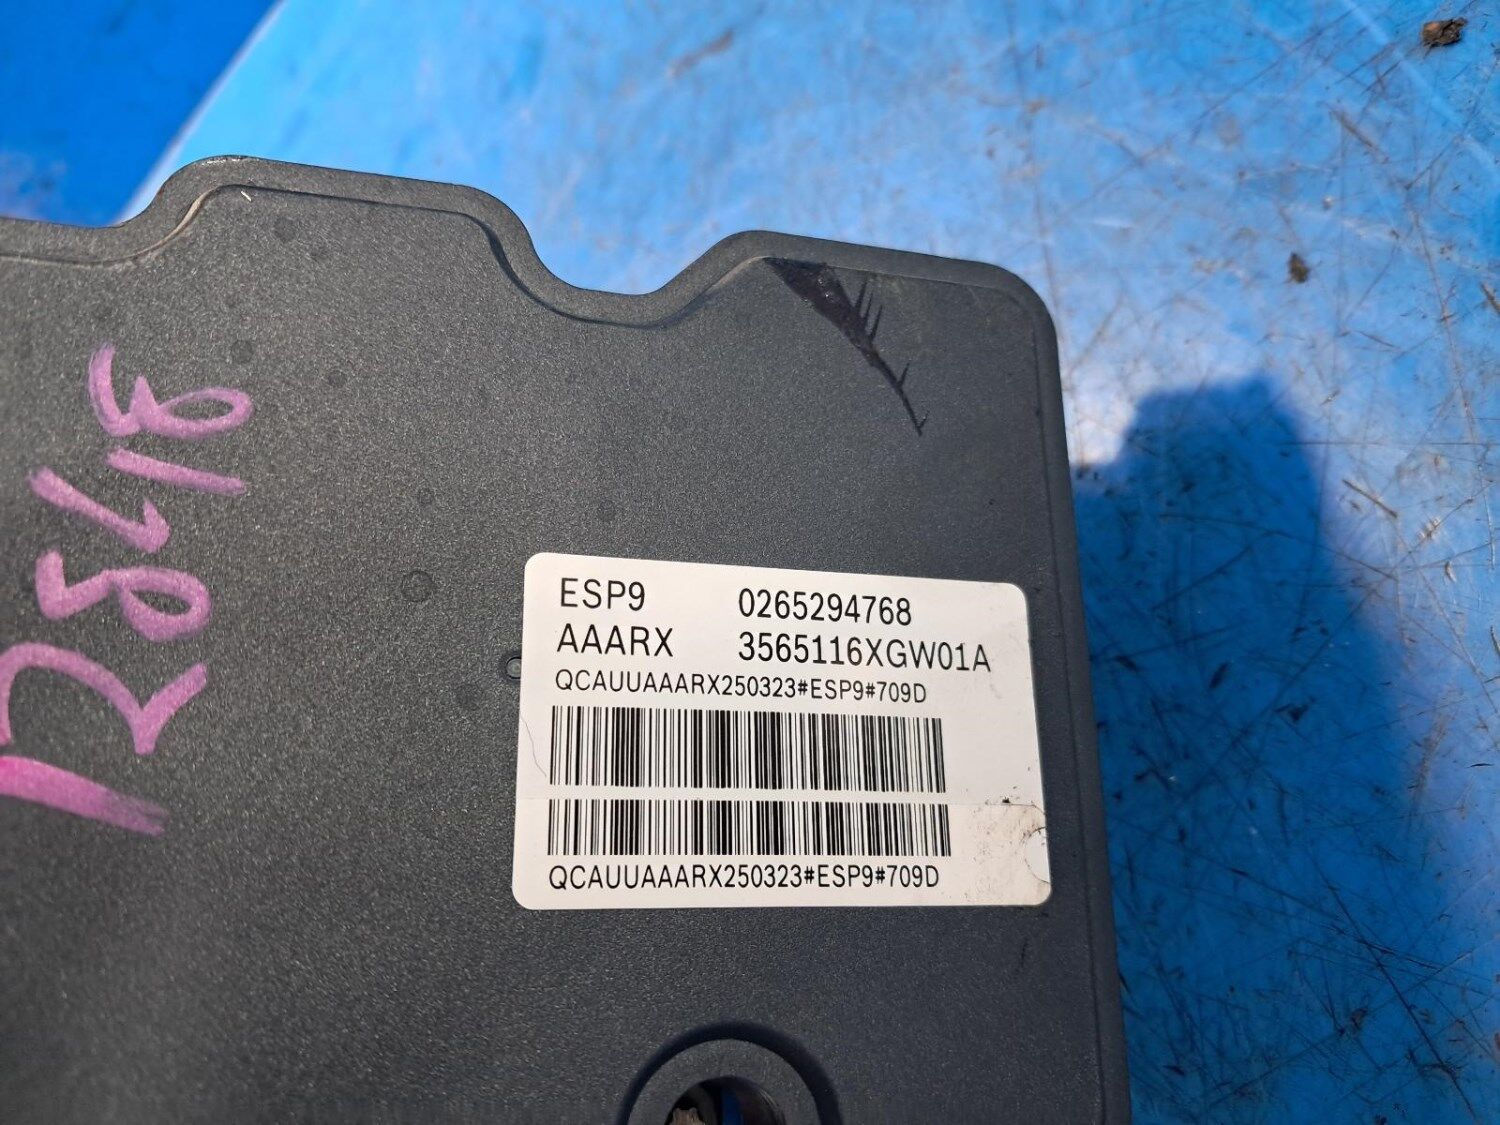 ESP9 0265294768
AAARX 3565116XGW01A
QCAUUAAARX250323#ESP9#709D
QCAUUAAARX250323#ESP9#709D